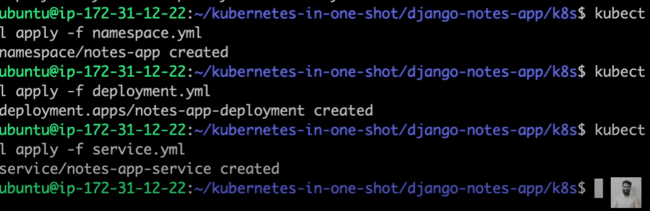 ubuntu@ip-172-31-12-22:~/kubernetes-in-one-shot/django-notes-app/k8s$ kubect
l apply -f namespace.yml
namespace/notes-app created
ubuntu@ip-172-31-12-22:~/kubernetes-in-one-shot/django-notes-app/k8s$ kubect
l apply -f deployment.yml
deployment.apps/notes-app-deployment created
ubuntu@ip-172-31-12-22:~/kubernetes-in-one-shot/django-notes-app/k8s$ kubect
l apply -f service.yml
service/notes-app-service created
ubuntu@ip-172-31-12-22:~/kubernetes-in-one-shot/django-notes-app/k8s$